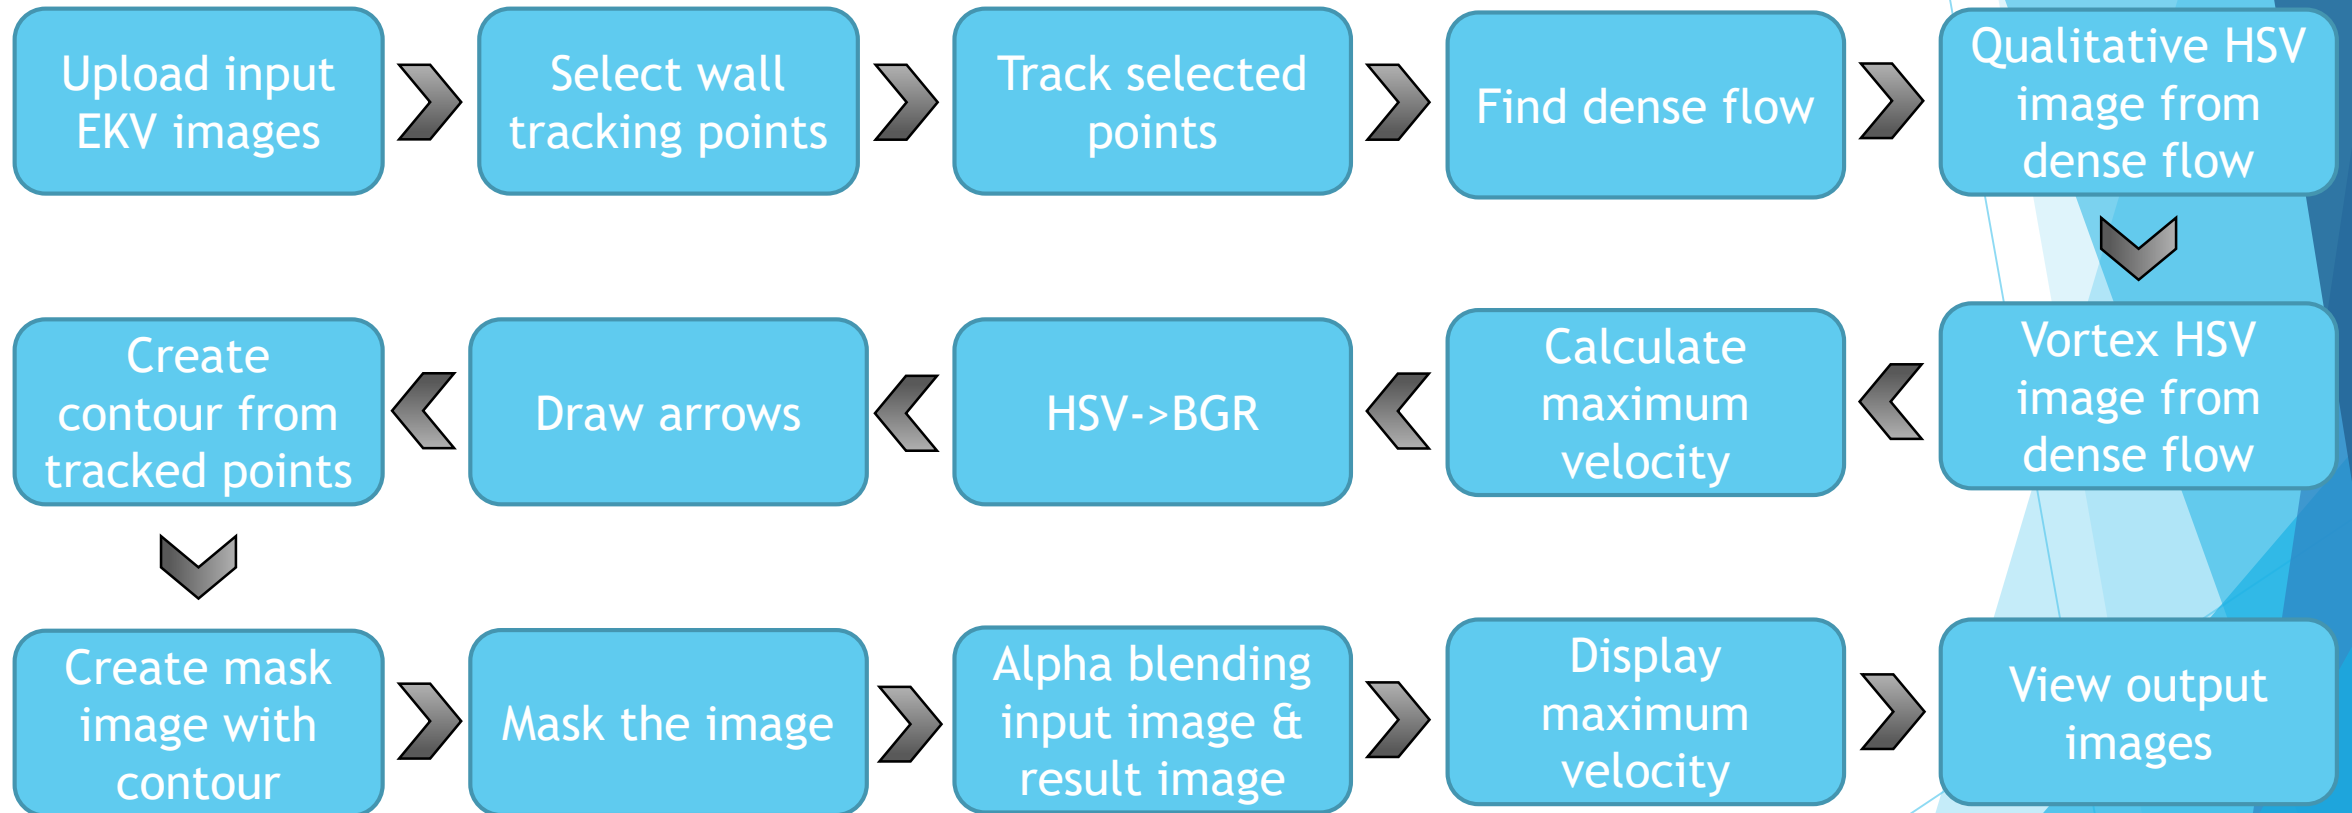 Upload input
EKV images
Select wall
tracking points
Track selected
points
Find dense flow
Qualitative HSV
image from
dense flow
Vortex HSV
image from
dense flow
Calculate
maximum
velocity
HSV->BGR
Draw arrows
Create
contour from
tracked points
Create mask
image with
contour
Mask the image
Alpha blending
input image &
result image
Display
maximum
velocity
View output
images